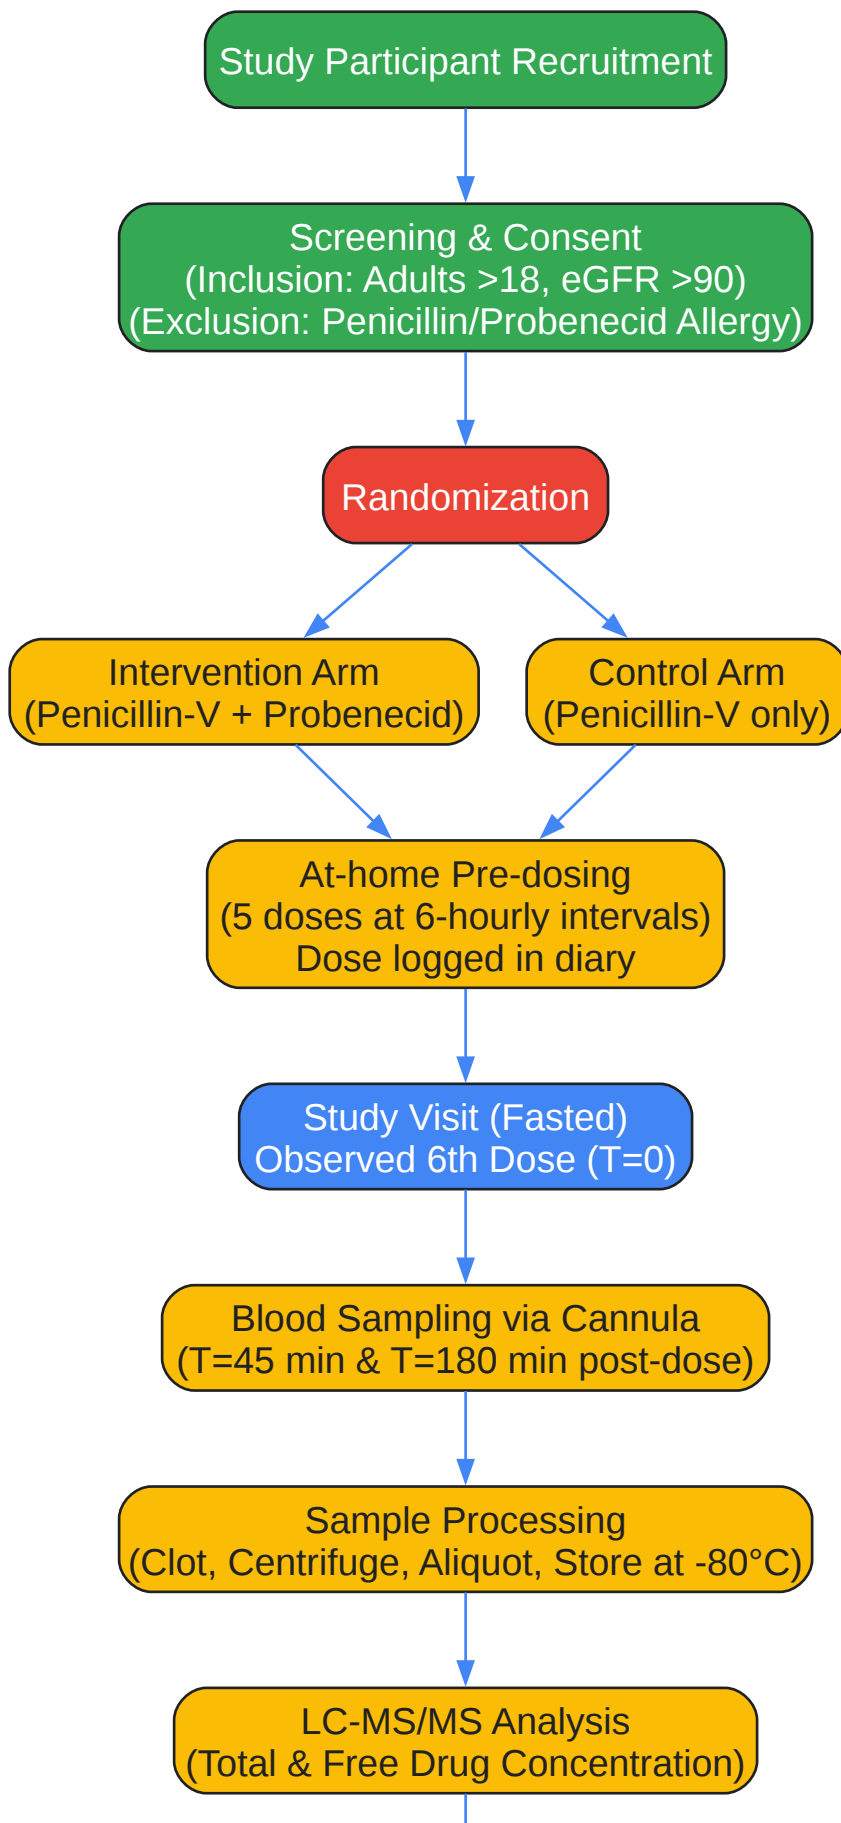 Study Participant Recruitment
Screening & Consent
(Inclusion: Adults >18, eGFR >90)
(Exclusion: Penicillin/Probenecid Allergy)
Randomization
Intervention Arm
(Penicillin-V + Probenecid)
Control Arm
(Penicillin-V only)
At-home Pre-dosing
(5 doses at 6-hourly intervals)
Dose logged in diary
Study Visit (Fasted)
Observed 6th Dose (T=0)
Blood Sampling via Cannula
(T=45 min & T=180 min post-dose)
Sample Processing
(Clot, Centrifuge, Aliquot, Store at -80°C)
LC-MS/MS Analysis
(Total & Free Drug Concentration)